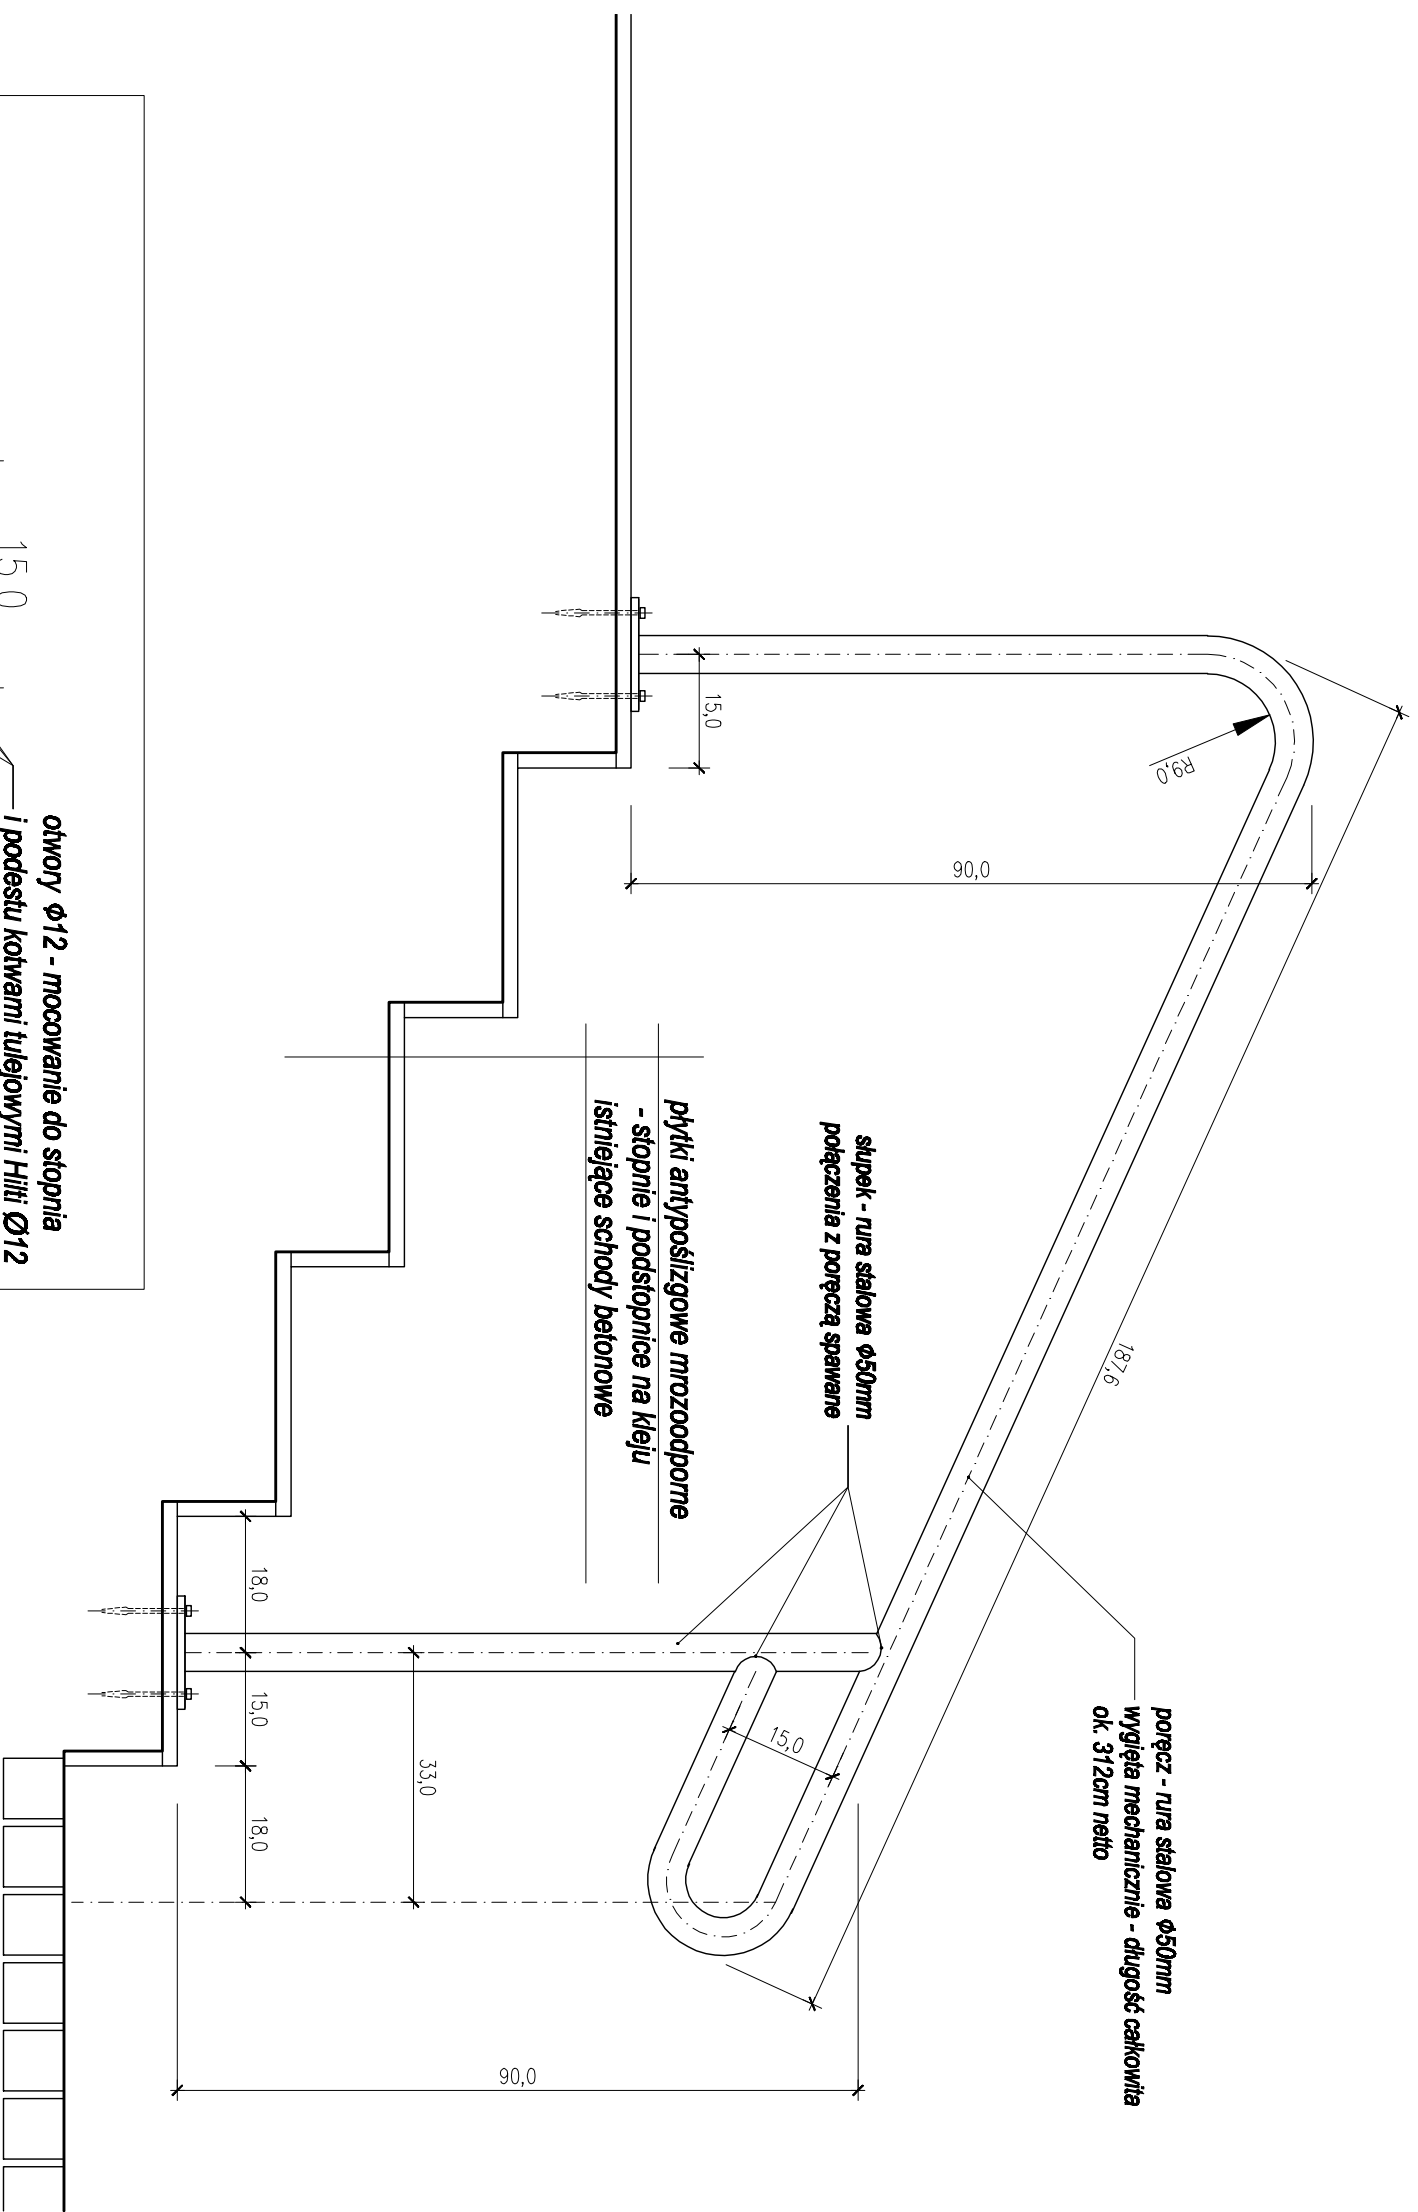 poręcz - rura stalowa ϕ50mm
wygięta mechanicznie - długość całkowita
ok. 312cm netto
187,6
R9,0
90,0
15,0
słupek - rura stalowa ϕ50mm
połączenia z poręczą spawane
płytki antypoślizgowe mrozoodporne
- stopnie i podstopnice na kleju
istniejące schody betonowe
15,0
33,0
18,0
15,0
18,0
90,0
otwory ϕ12 - mocowanie do stopnia
i podestu kotwami tulejowymi Hilti Ø12
15,0